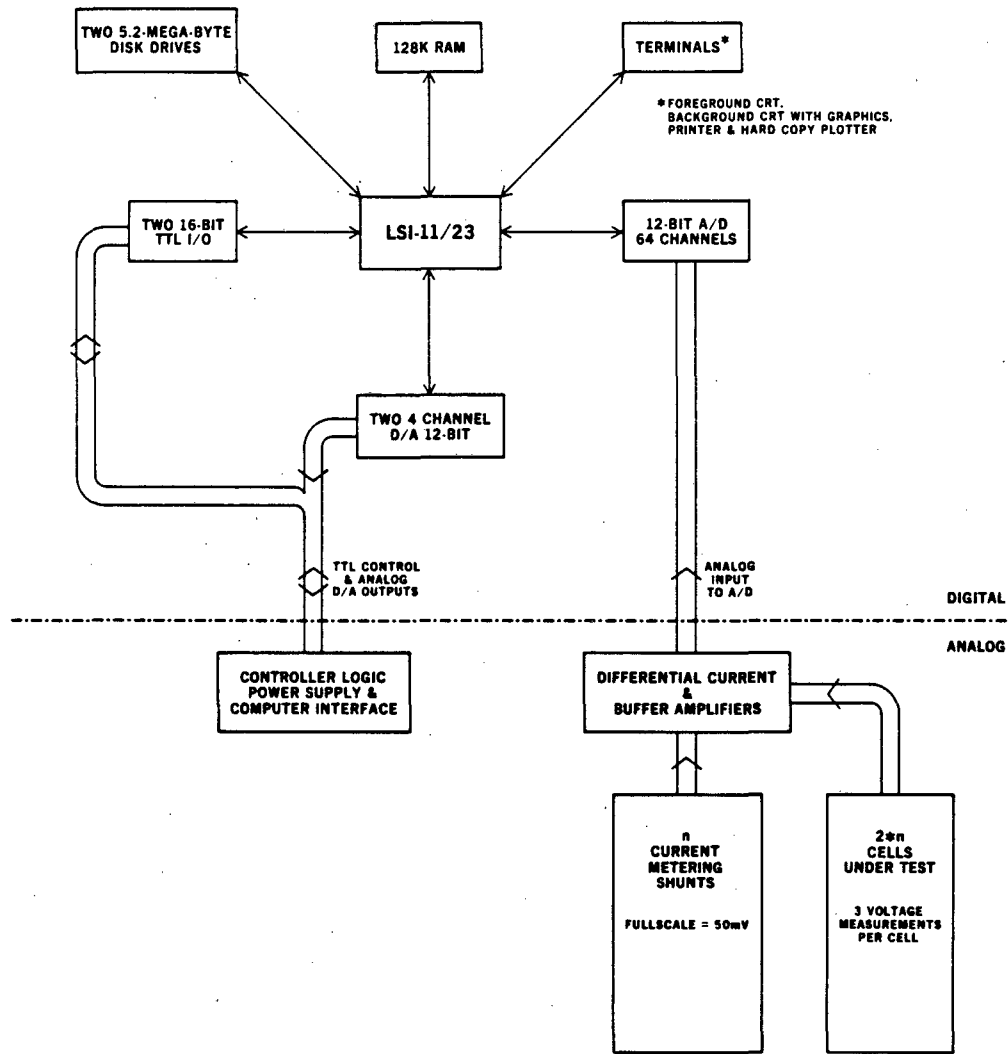 TWO 5.2-MEGA-BYTE
DISK DRIVES
128K RAM
TERMINALS*
*FOREGROUND CRT,
BACKGROUND CRT WITH GRAPHICS,
PRINTER & HARD COPY PLOTTER
TWO 16-BIT
TTL I/O
LSI-11/23
12-BIT A/D
64 CHANNELS
TWO 4 CHANNEL
D/A 12-BIT
TTL CONTROL
& ANALOG
D/A OUTPUTS
ANALOG
INPUT
TO A/D
DIGITAL
ANALOG
CONTROLLER LOGIC
POWER SUPPLY &
COMPUTER INTERFACE
DIFFERENTIAL CURRENT
&
BUFFER AMPLIFIERS
n
CURRENT
METERING
SHUNTS
FULLSCALE = 50mV
2*n
CELLS
UNDER TEST
3 VOLTAGE
MEASUREMENTS
PER CELL